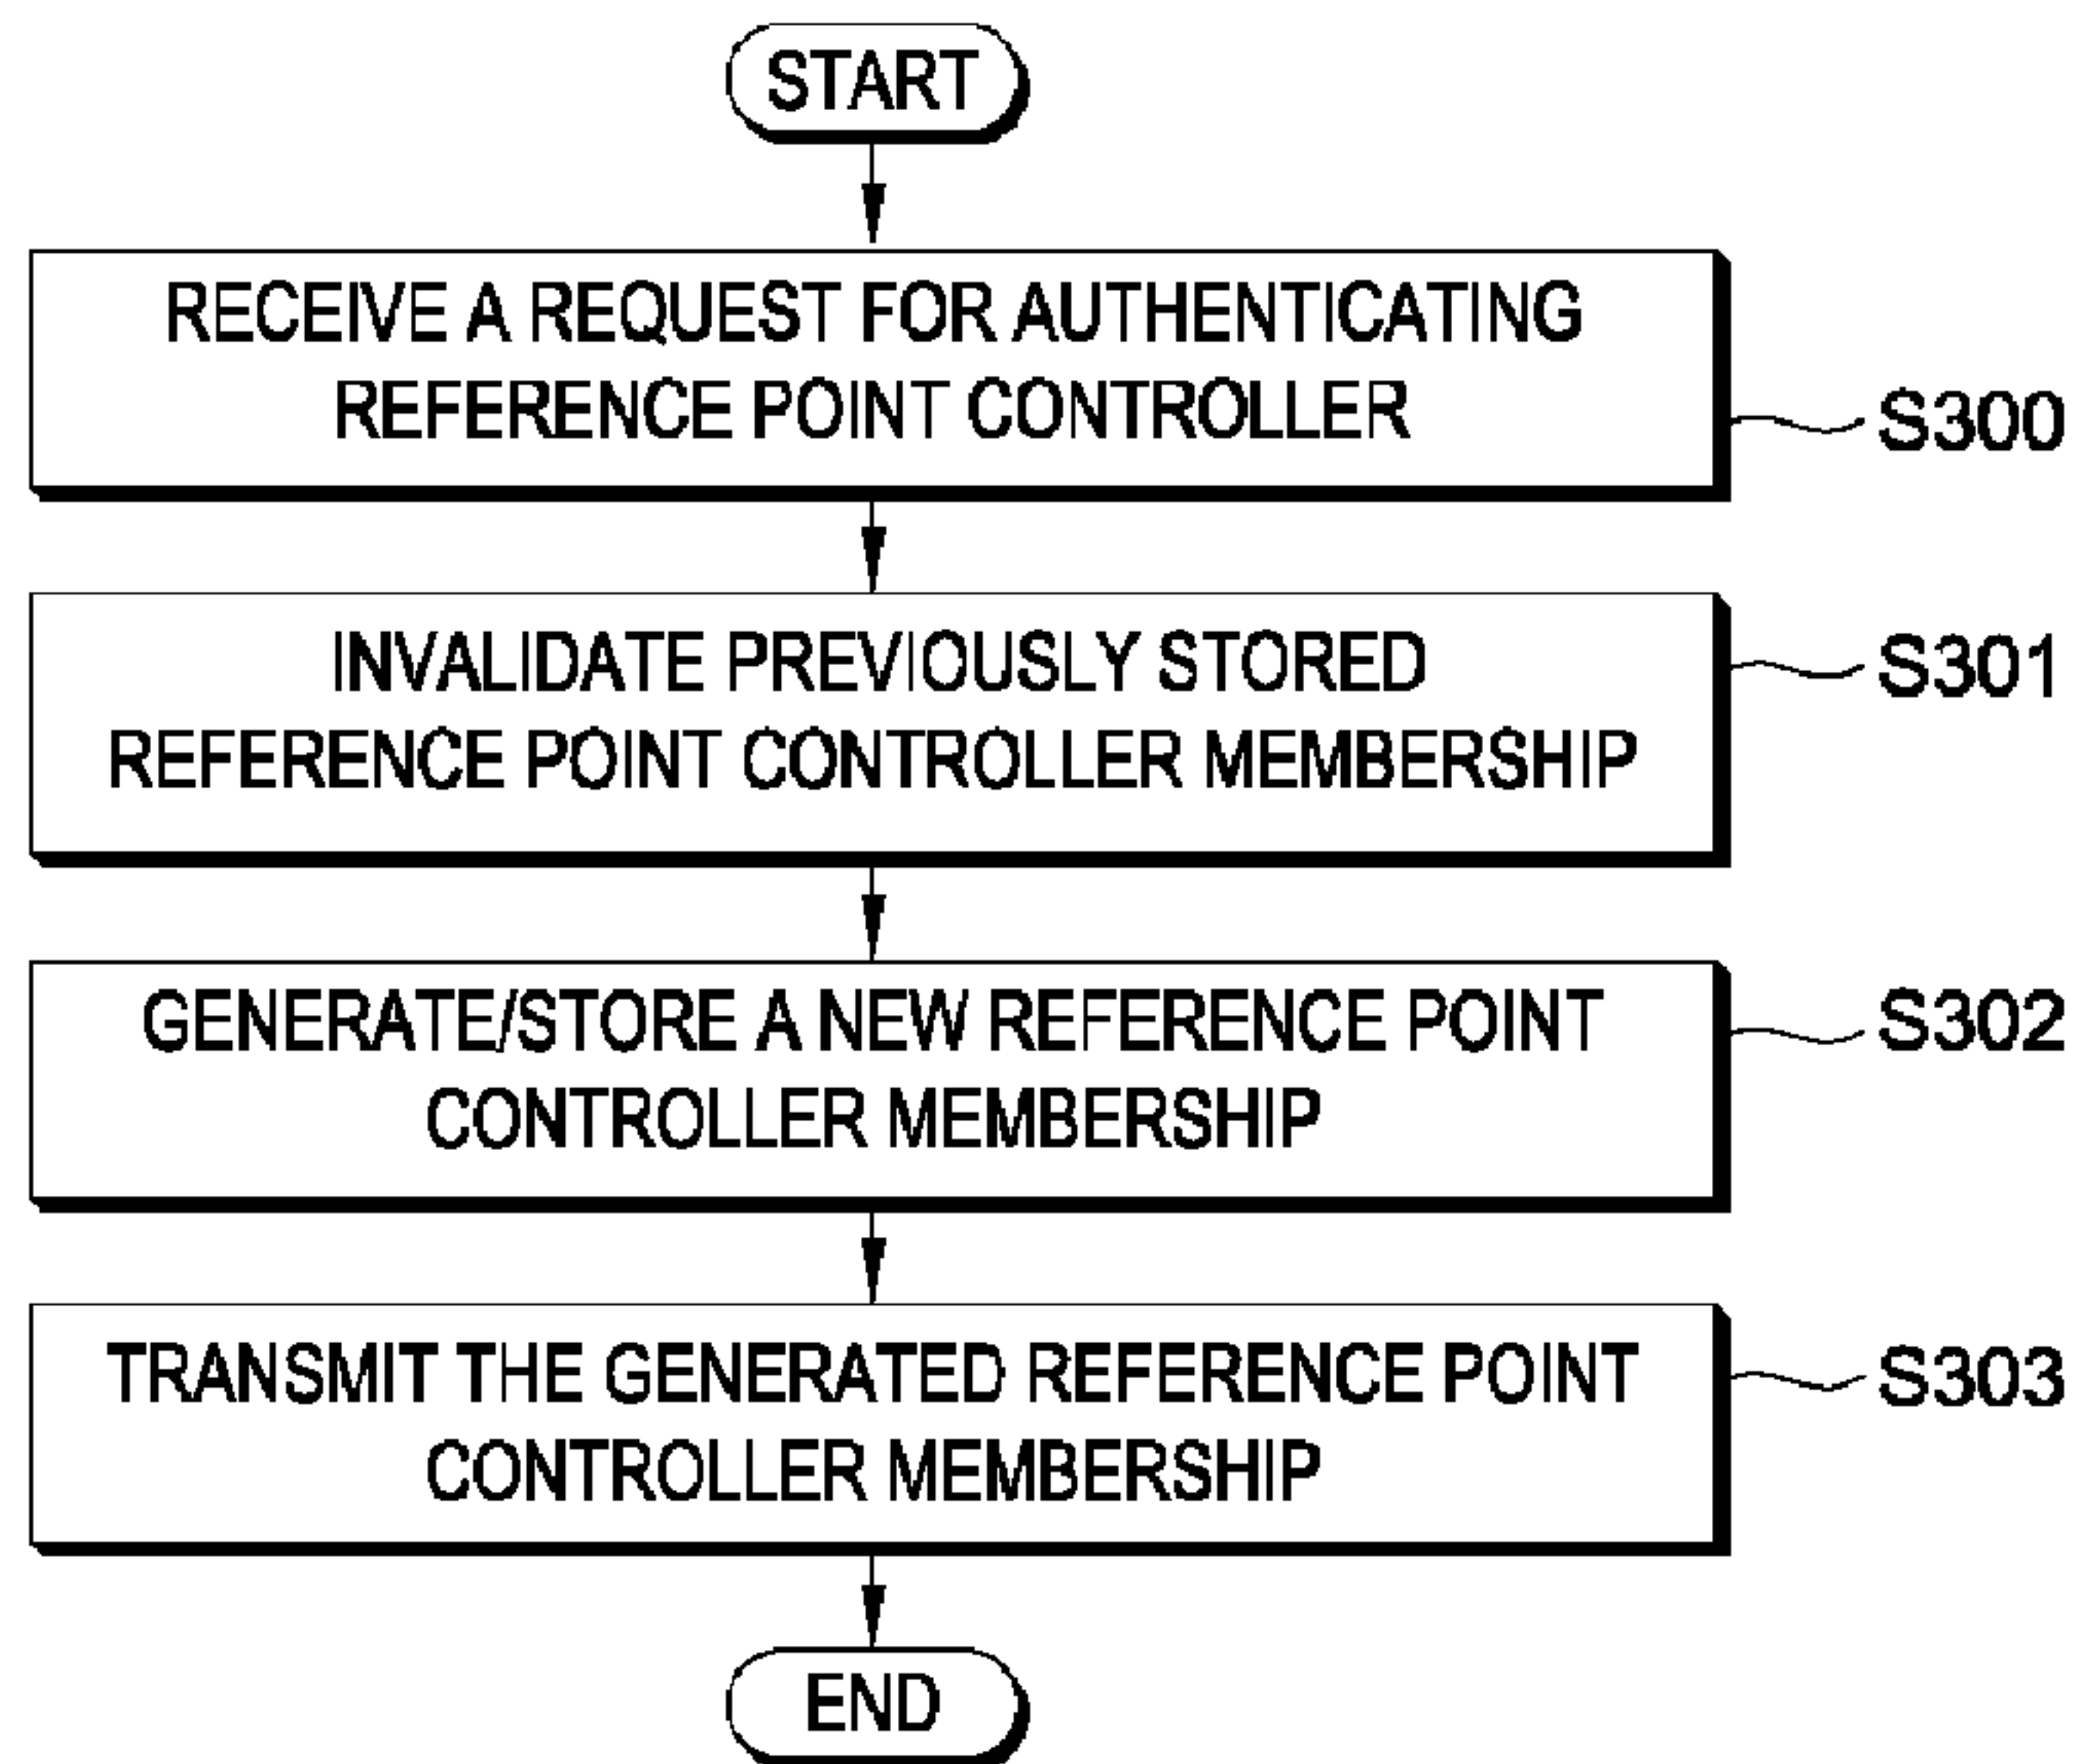 START
RECEIVE A REQUEST FOR AUTHENTICATING
REFERENCE POINT CONTROLLER
S300
INVALIDATE PREVIOUSLY STORED
REFERENCE POINT CONTROLLER MEMBERSHIP
S301
GENERATE/STORE A NEW REFERENCE POINT
CONTROLLER MEMBERSHIP
S302
TRANSMIT THE GENERATED REFERENCE POINT
CONTROLLER MEMBERSHIP
S303
END